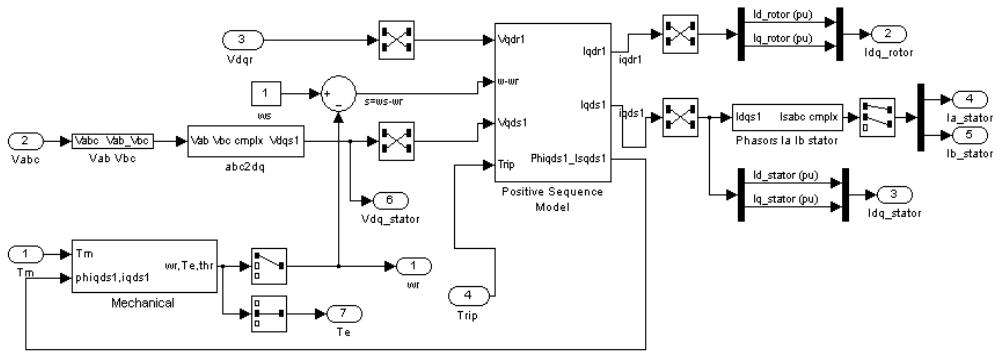 3
Vdqr
1
ws
+
−
s=ws-wr
2
Vabc
Vabc Vab_Vbc
Vab Vbc
Vab Vbc cmplx Vdqs1
abc2dq
6
Vdq_stator
Vqdr1
w-wr
Vqds1
Trip
Iqdr1
Iqds1
Phiqds1_Isqds1
Positive Sequence
Model
iqdr1
iqds1
Id_rotor (pu)
Iq_rotor (pu)
2
Idq_rotor
Idqs1 Isabc cmplx
Phasors Ia Ib stator
4
Ia_stator
5
Ib_stator
Id_stator (pu)
Iq_stator (pu)
3
Idq_stator
1
Tm
Tm
phiqds1,iqds1
wr,Te,thr
Mechanical
1
wr
7
Te
4
Trip